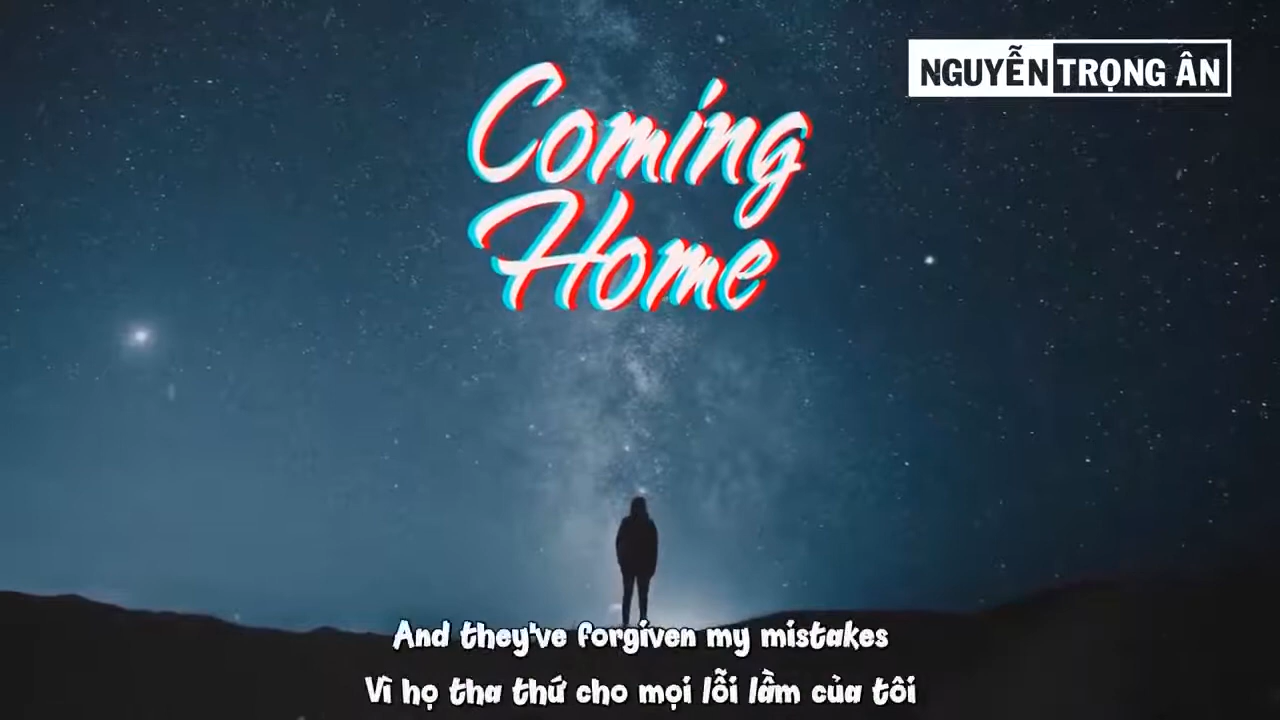 NGUYỄN TRỌNG ÂN
Coming
Home
And they've forgiven my mistakes
Vì họ tha thứ cho mọi lỗi lầm của tôi